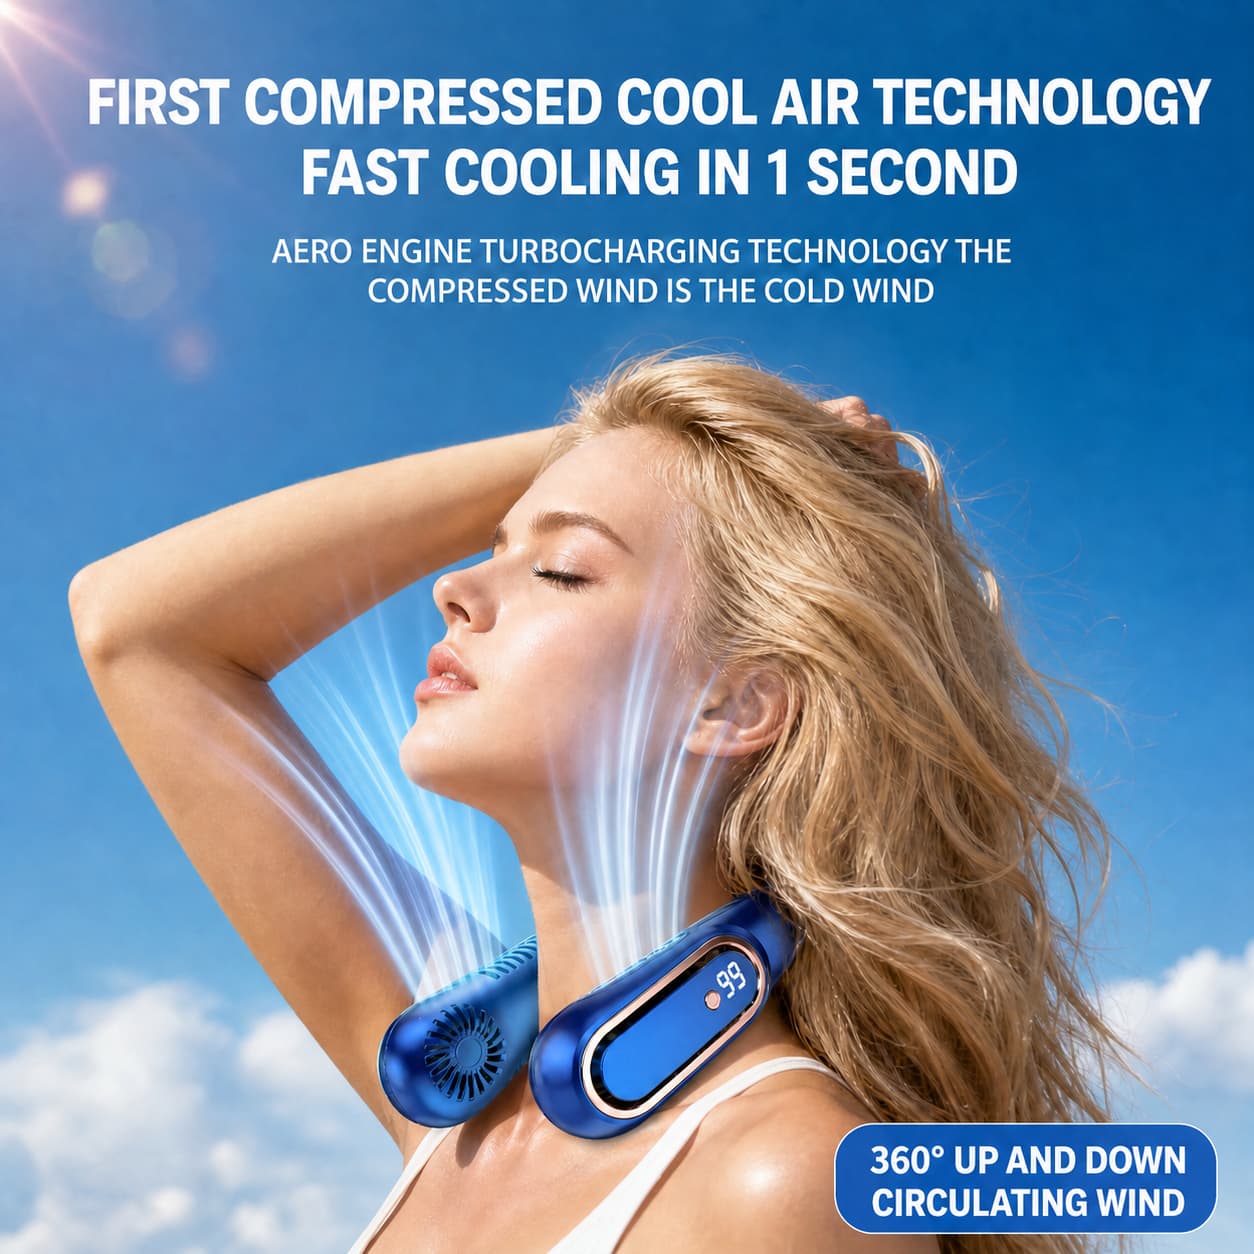 FIRST COMPRESSED COOL AIR TECHNOLOGY
FAST COOLING IN 1 SECOND
AERO ENGINE TURBOCHARGING TECHNOLOGY THE
COMPRESSED WIND IS THE COLD WIND
99
360° UP AND DOWN
CIRCULATING WIND